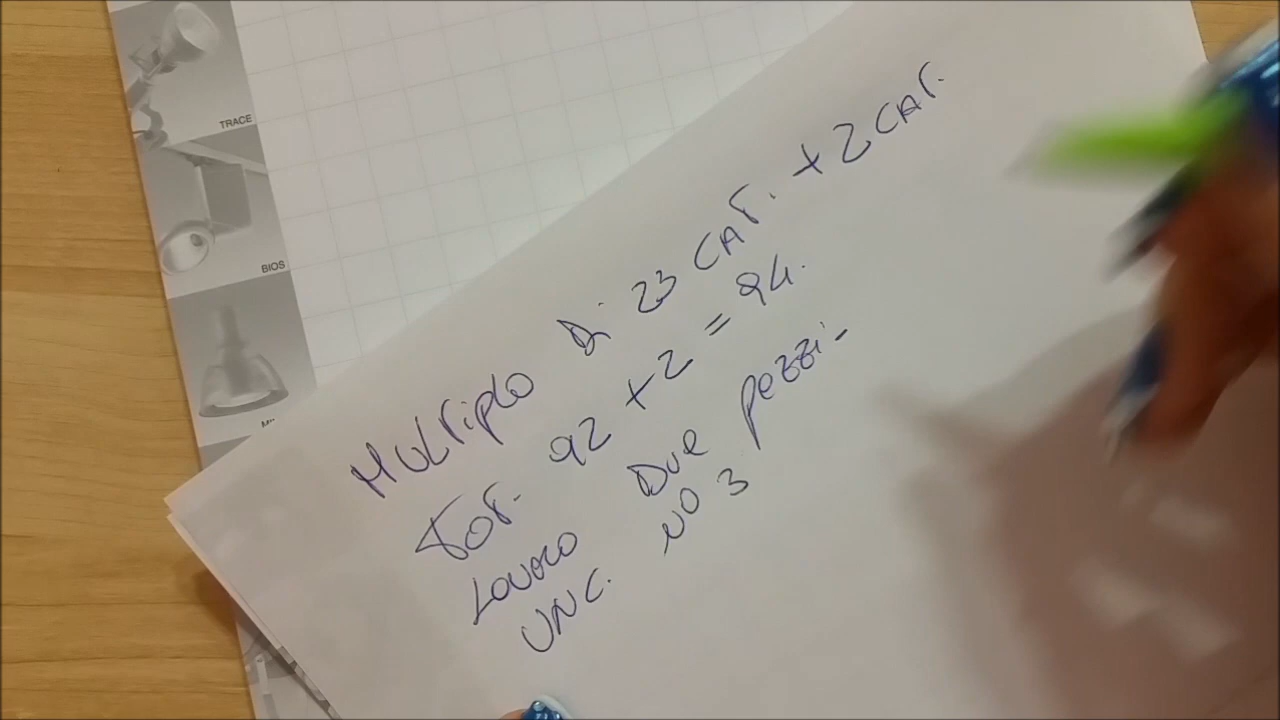 TRACE
BIOS
MULTIPLO Di 23 CAT. + 2 CAT.
TOT. 92 + 2 = 94.
LAVORO DUE PEZZI-
UNC. NO 3